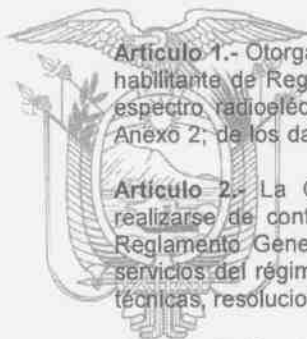 Artículo 1.- Otorga
habilitante de Reg
espectro radioeléc
Anexo 2; de los da
Artículo 2.- La
realizarse de conf
Reglamento Gene
servicios del régim
técnicas, resolucio